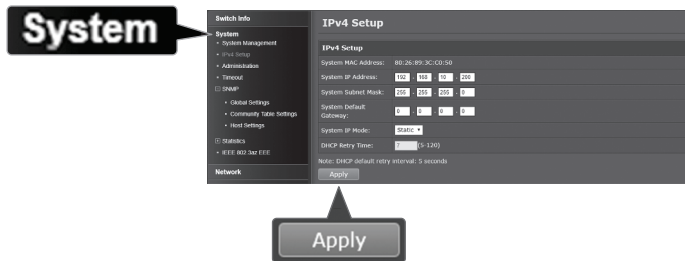 System
Switch Info
System
• System Management
• IPv4 Setup
• Administration
• Timeout
SNMP
• Global Settings
• Community Table Settings
• Host Settings
Statistics
• IEEE 802 3az EEE
Network
IPv4 Setup
IPv4 Setup
System MAC Address: 80:26:89:3C:C0:50
System IP Address: 192 . 168 . 10 . 200
System Subnet Mask: 255 . 255 . 255 . 0
System Default
Gateway: 0 . 0 . 0 . 0
System IP Mode: Static
DHCP Retry Time: 7 (5-120)
Note: DHCP default retry interval: 5 seconds
Apply
Apply